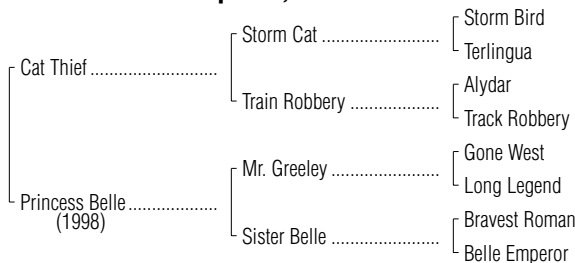 Storm Bird
Storm Cat ........................
Terlingua
Cat Thief ..........................
Alydar
Train Robbery ..................
Track Robbery
Gone West
Mr. Greeley ......................
Long Legend
Princess Belle ..................
(1998)
Bravest Roman
Sister Belle ......................
Belle Emperor